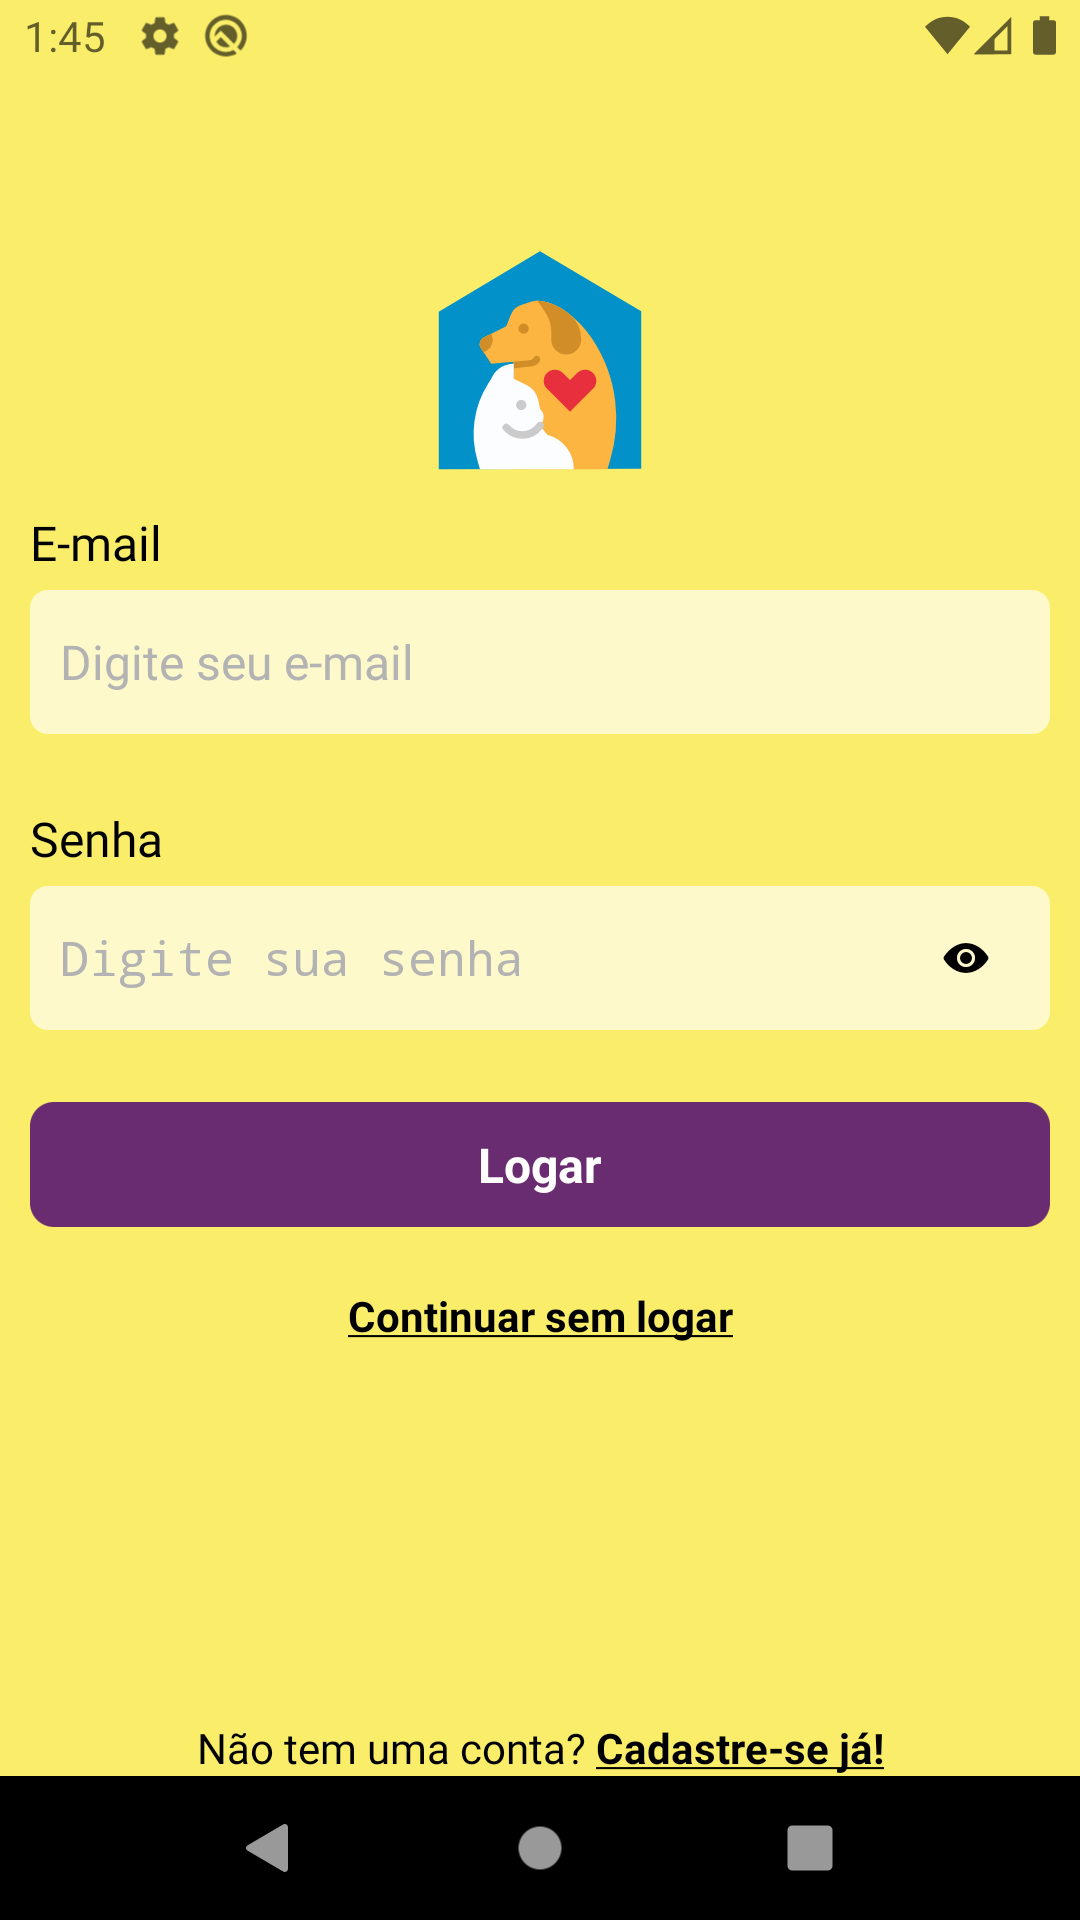 1:45
E-mail
Digite seu e-mail
Senha
Digite sua senha
Logar
Continuar sem logar
Não tem uma conta? Cadastre-se já!